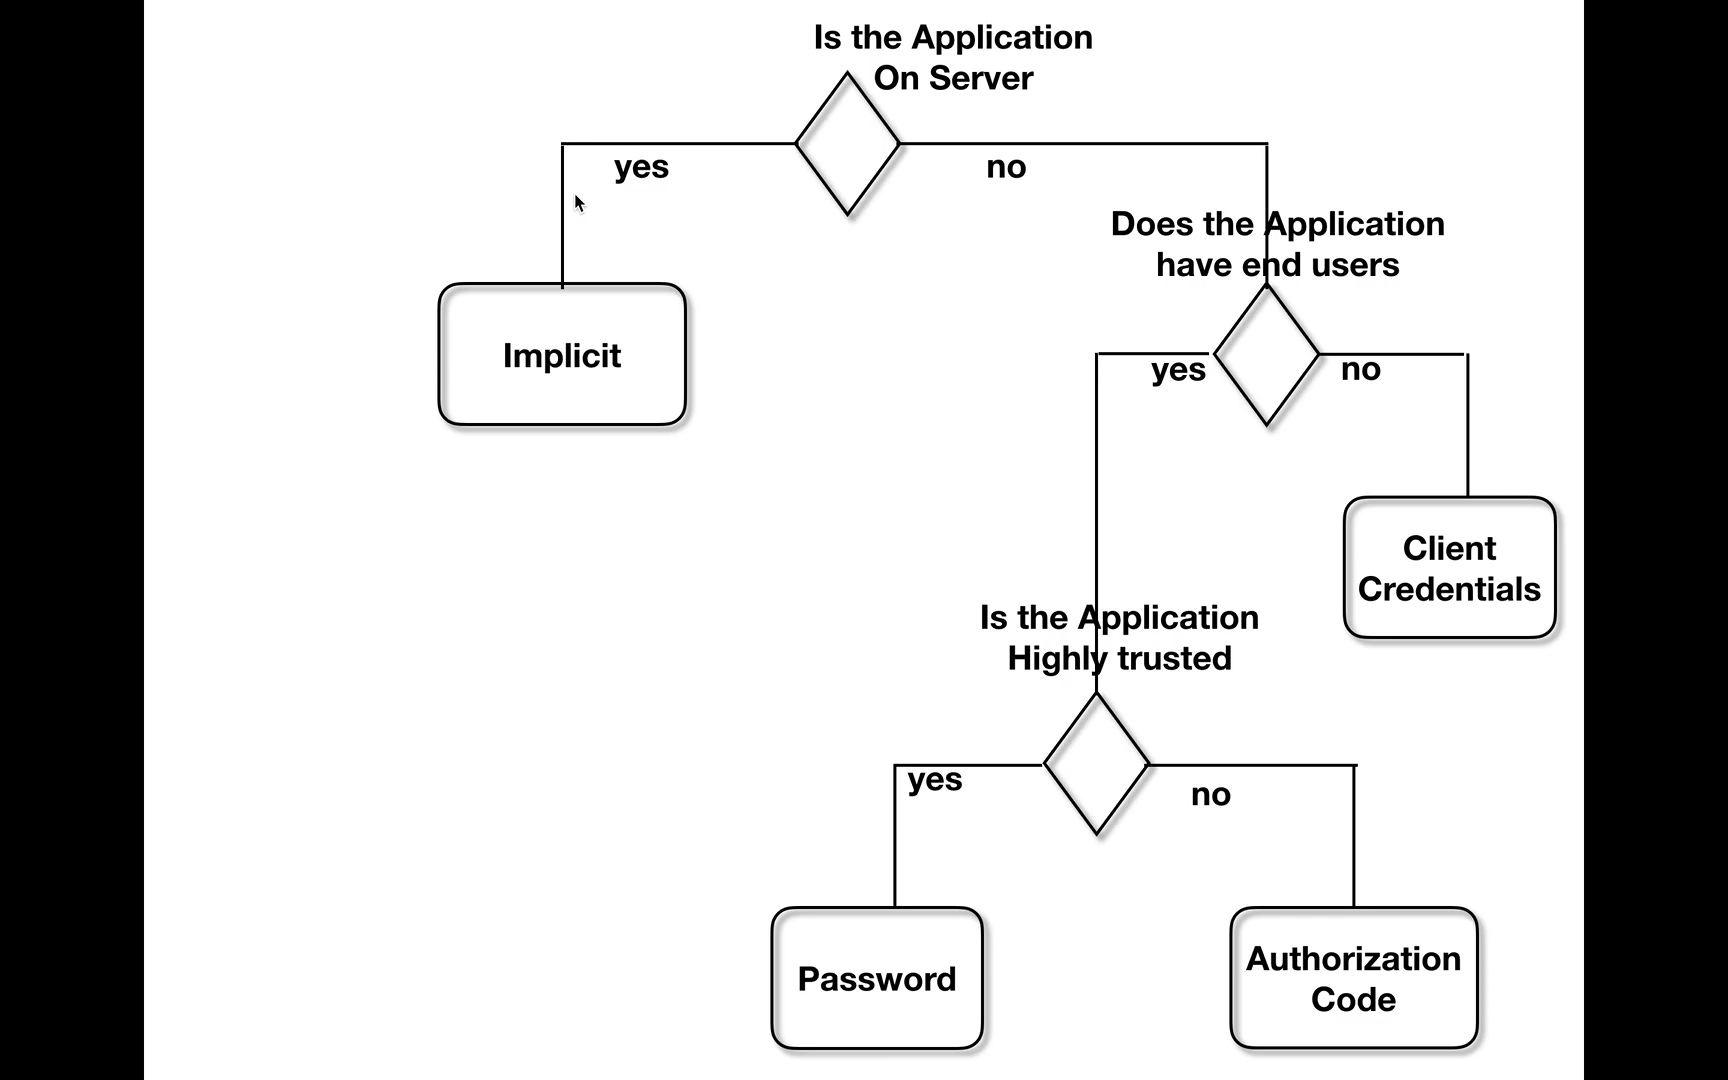 Is the Application
On Server
yes
no
Does the Application
have end users
Implicit
yes
no
Client
Credentials
Is the Application
Highly trusted
yes
no
Password
Authorization
Code